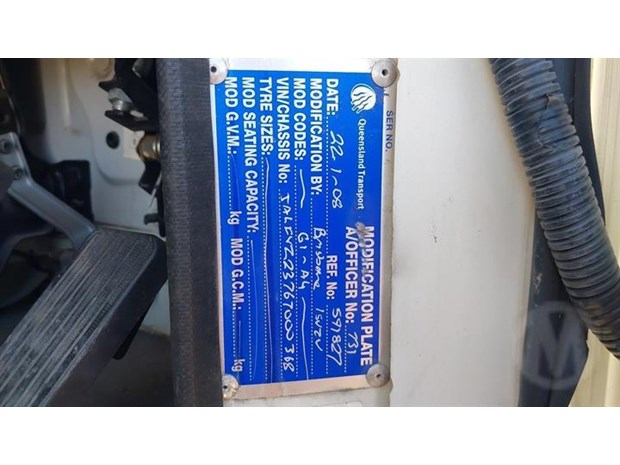 SER NO.
Queensland Transport
MODIFICATION PLATE
A/OFFICER No: 731
DATE: 22-1-08 REF. No: 591827
MODIFICATION BY: Brisbane Isuzu
MOD CODES: G1-A4
VIN/CHASSIS No:
TYRE SIZES:
MOD SEATING CAPACITY:
MOD G.V.M. kg MOD G.C.M. kg
M